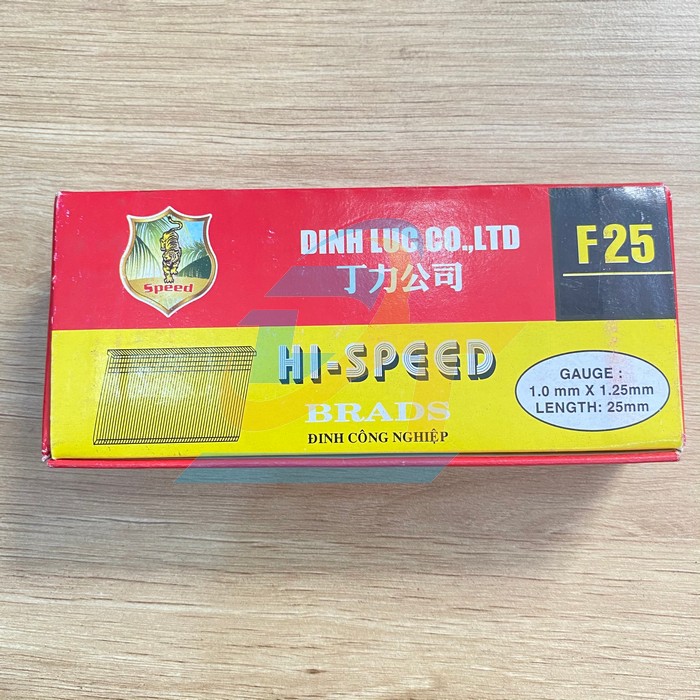 Speed
DINH LUC CO.,LTD
丁力公司
F25
HI-SPEED
BRADS
ĐINH CÔNG NGHIỆP
GAUGE :
1.0 mm X 1.25mm
LENGTH: 25mm